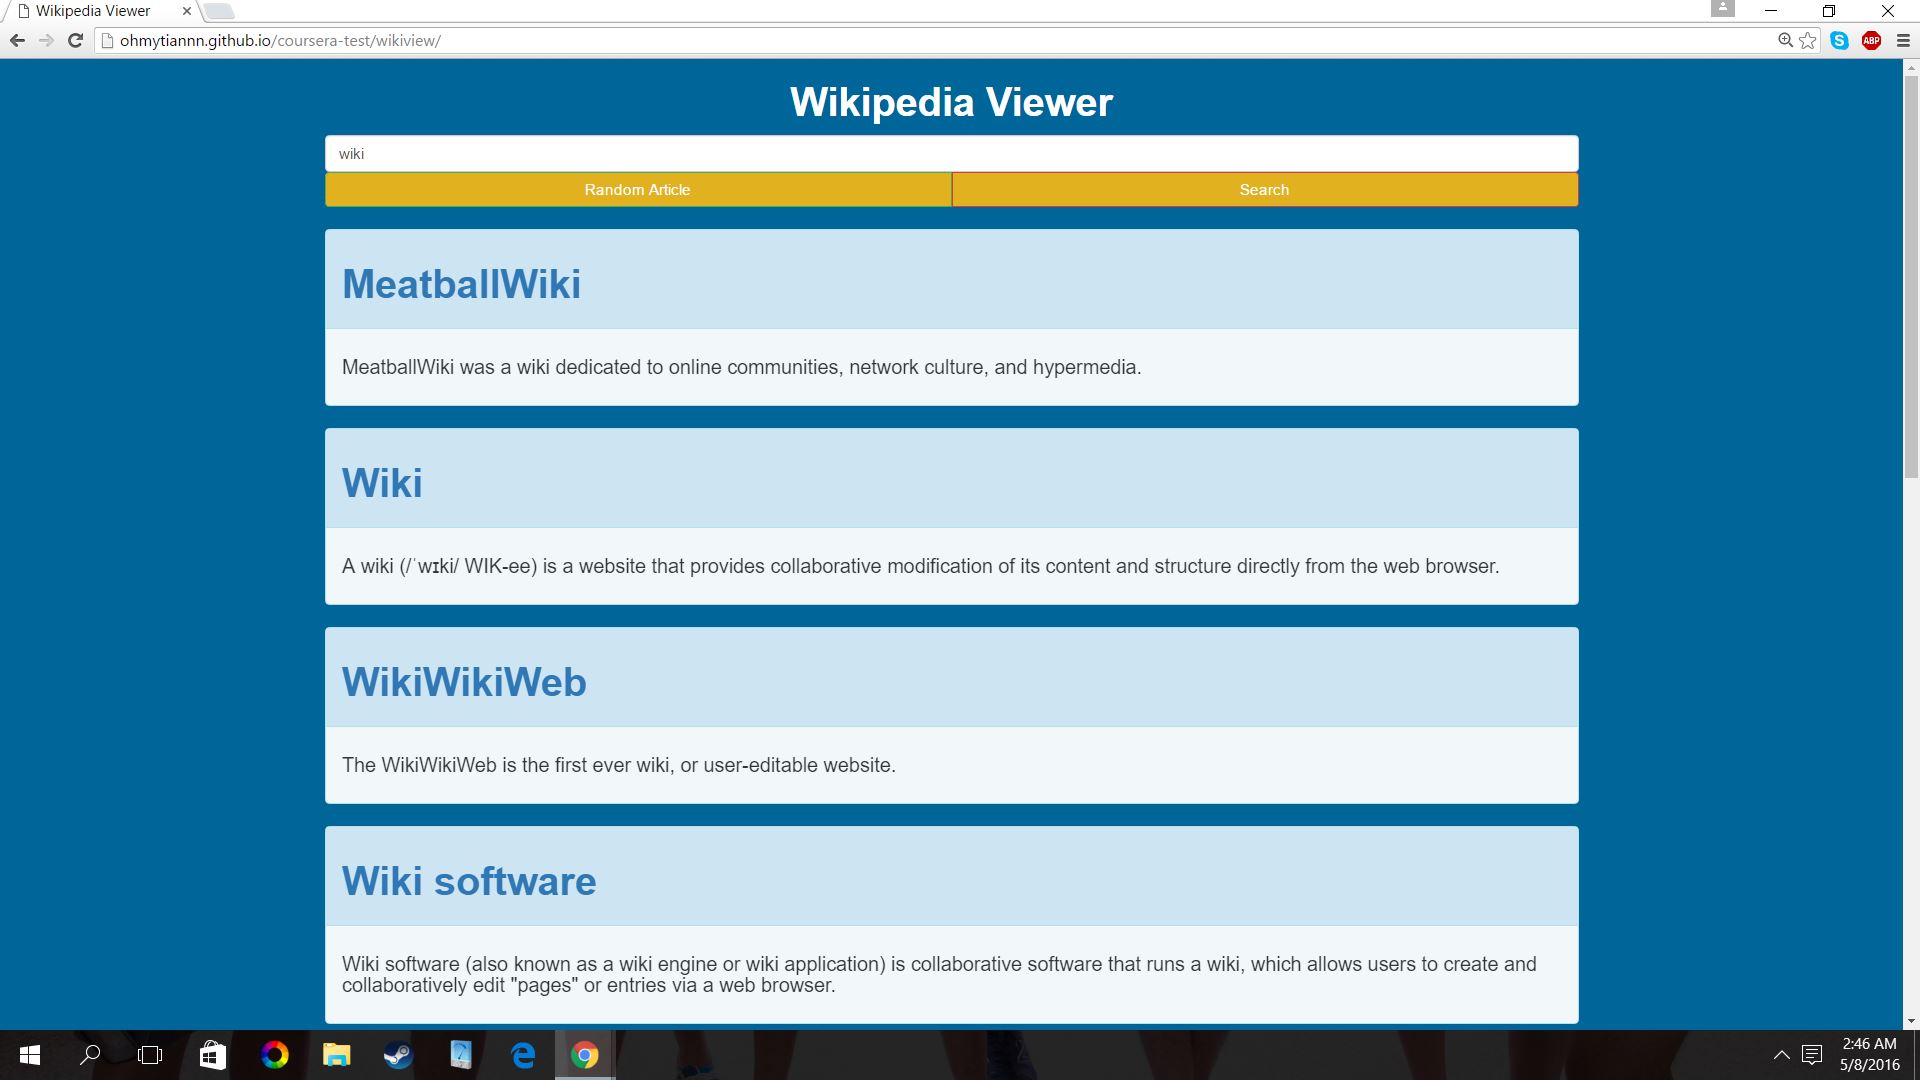 Wikipedia Viewer
ohmytiannn.github.io/coursera-test/wikiview/
S
ABP
Wikipedia Viewer
wiki
Random Article
Search
MeatballWiki
MeatballWiki was a wiki dedicated to online communities, network culture, and hypermedia.
Wiki
A wiki (/ˈwɪki/ WIK-ee) is a website that provides collaborative modification of its content and structure directly from the web browser.
WikiWikiWeb
The WikiWikiWeb is the first ever wiki, or user-editable website.
Wiki software
Wiki software (also known as a wiki engine or wiki application) is collaborative software that runs a wiki, which allows users to create and
collaboratively edit "pages" or entries via a web browser.
2:46 AM
5/8/2016